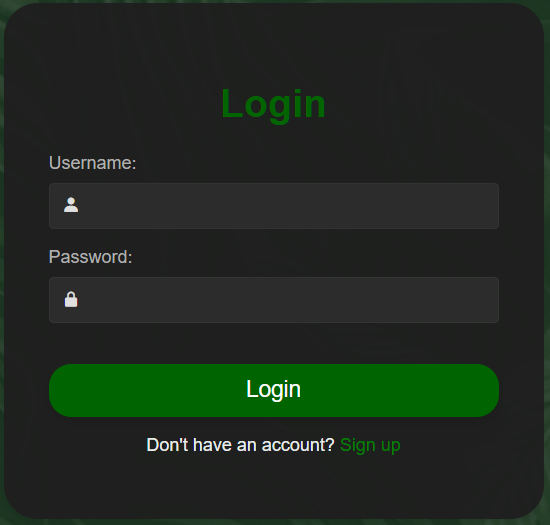 Login
Username:
Password:
Login
Don't have an account? Sign up